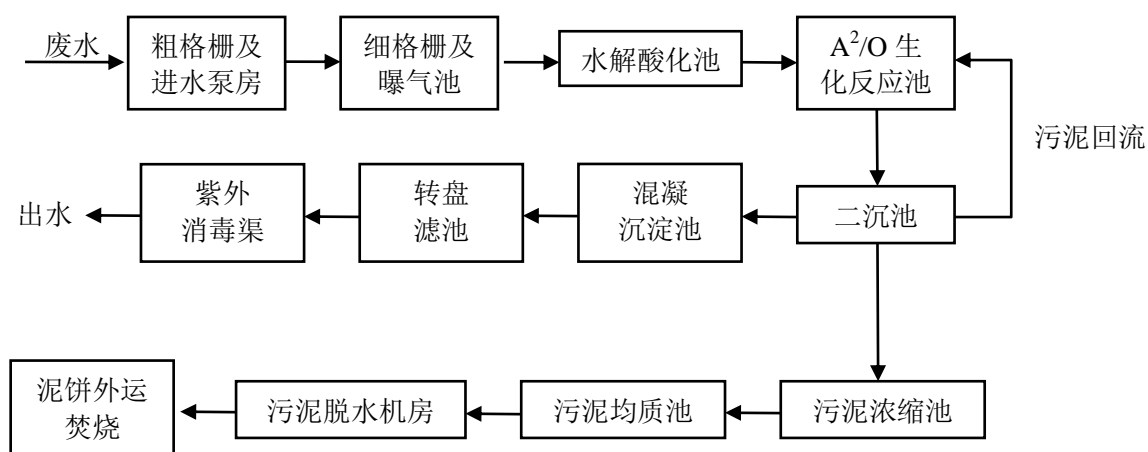 废水
粗格栅及
进水泵房
细格栅及
曝气池
水解酸化池
A²/O 生
化反应池
污泥回流
出水
紫外
消毒渠
转盘
滤池
混凝
沉淀池
二沉池
泥饼外运
焚烧
污泥脱水机房
污泥均质池
污泥浓缩池